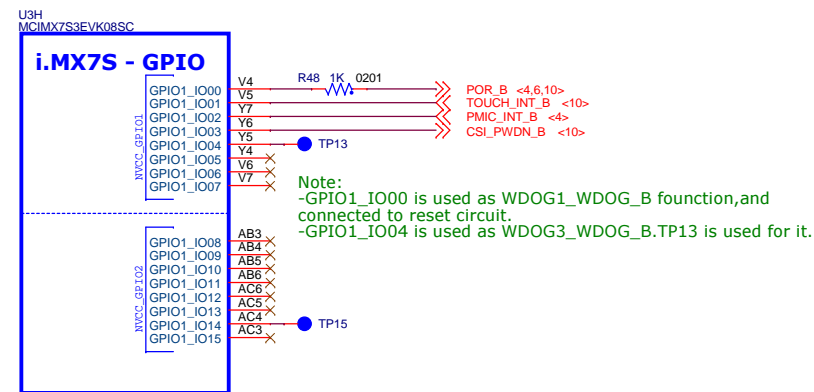 U3H
MCIMX7S3EVK08SC
i.MX7S - GPIO
NVCC_GPIO1
GPIO1_IO00 V4 R48 1K 0201 POR_B <4,6,10>
GPIO1_IO01 V5 TOUCH_INT_B <10>
GPIO1_IO02 Y7 PMIC_INT_B <4>
GPIO1_IO03 Y6 CSI_PWDN_B <10>
GPIO1_IO04 Y5 TP13
GPIO1_IO05 Y4
GPIO1_IO06 V6
GPIO1_IO07 V7
Note:
-GPIO1_IO00 is used as WDOG1_WDOG_B founction,and
connected to reset circuit.
-GPIO1_IO04 is used as WDOG3_WDOG_B.TP13 is used for it.
NVCC_GPIO2
GPIO1_IO08 AB3
GPIO1_IO09 AB4
GPIO1_IO10 AB5
GPIO1_IO11 AB6
GPIO1_IO12 AC6
GPIO1_IO13 AC5
GPIO1_IO14 AC4 TP15
GPIO1_IO15 AC3